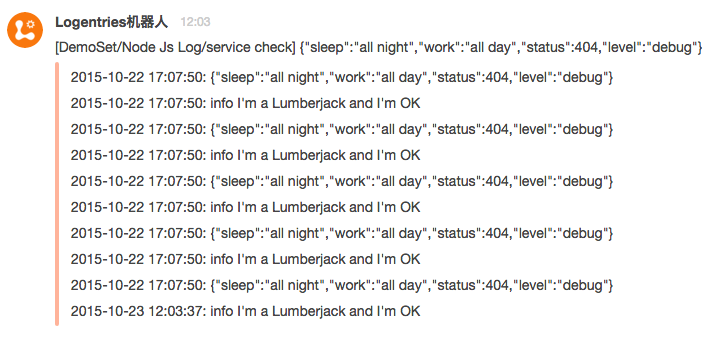 Logentries机器人 12:03
[DemoSet/Node Js Log/service check] {"sleep":"all night","work":"all day","status":404,"level":"debug"}
2015-10-22 17:07:50: {"sleep":"all night","work":"all day","status":404,"level":"debug"}
2015-10-22 17:07:50: info I'm a Lumberjack and I'm OK
2015-10-22 17:07:50: {"sleep":"all night","work":"all day","status":404,"level":"debug"}
2015-10-22 17:07:50: info I'm a Lumberjack and I'm OK
2015-10-22 17:07:50: {"sleep":"all night","work":"all day","status":404,"level":"debug"}
2015-10-22 17:07:50: info I'm a Lumberjack and I'm OK
2015-10-22 17:07:50: {"sleep":"all night","work":"all day","status":404,"level":"debug"}
2015-10-22 17:07:50: info I'm a Lumberjack and I'm OK
2015-10-22 17:07:50: {"sleep":"all night","work":"all day","status":404,"level":"debug"}
2015-10-23 12:03:37: info I'm a Lumberjack and I'm OK